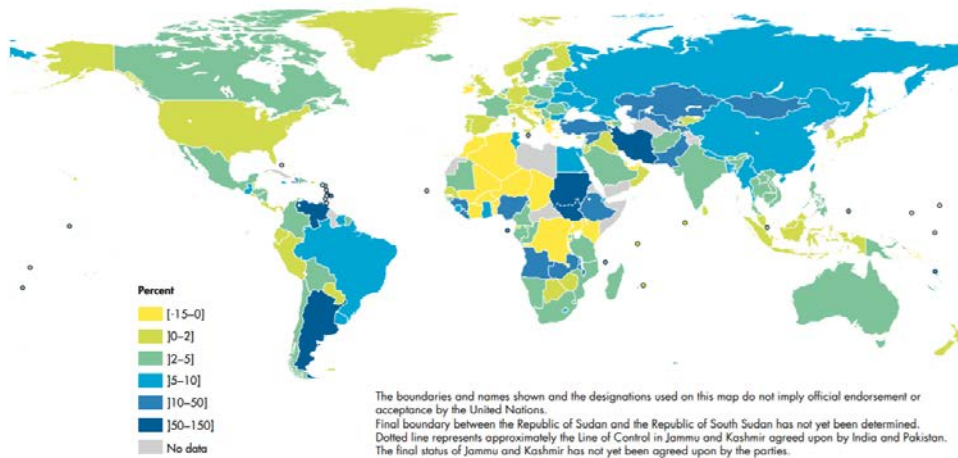 Percent
[-15–0]
]0–2]
]2–5]
]5–10]
]10–50]
]50–150]
No data
The boundaries and names shown and the designations used on this map do not imply official endorsement or
acceptance by the United Nations.
Final boundary between the Republic of Sudan and the Republic of South Sudan has not yet been determined.
Dotted line represents approximately the Line of Control in Jammu and Kashmir agreed upon by India and Pakistan.
The final status of Jammu and Kashmir has not yet been agreed upon by the parties.